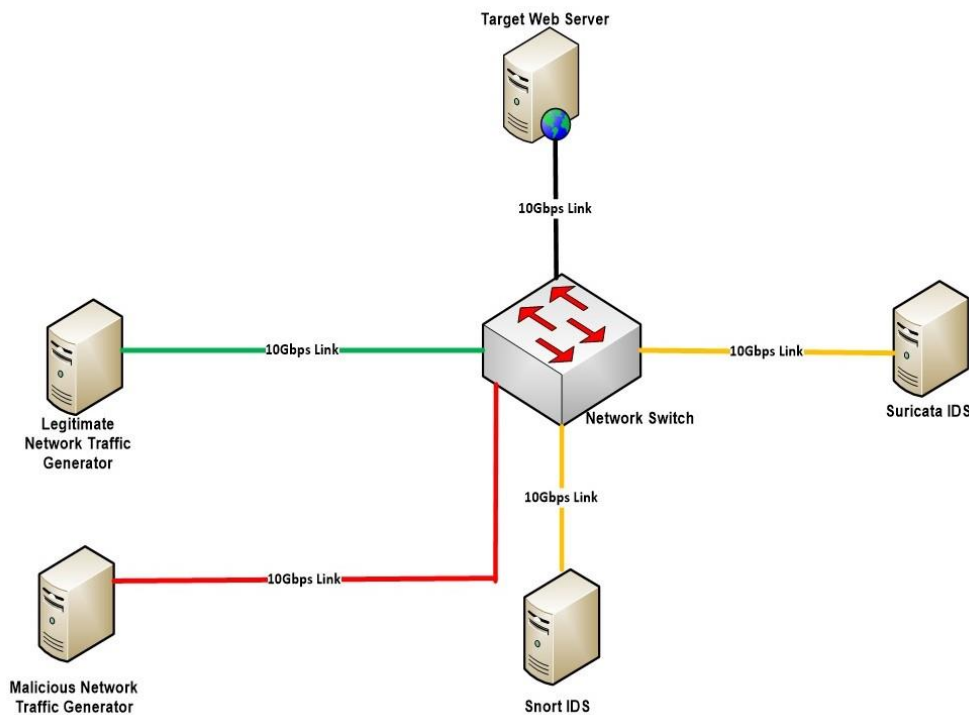 Target Web Server
10Gbps Link
10Gbps Link
10Gbps Link
Legitimate
Network Traffic
Generator
Network Switch
Suricata IDS
10Gbps Link
10Gbps Link
Malicious Network
Traffic Generator
Snort IDS